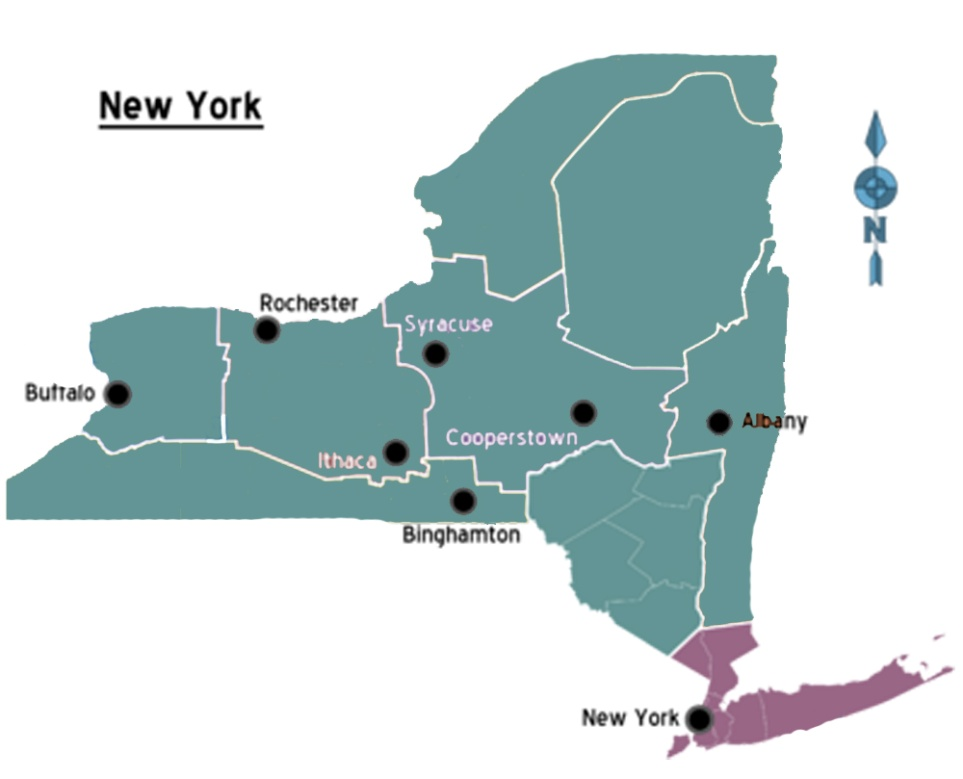 New York
N
Rochester
Syracuse
Buffalo
Albany
Cooperstown
Ithaca
Binghamton
New York